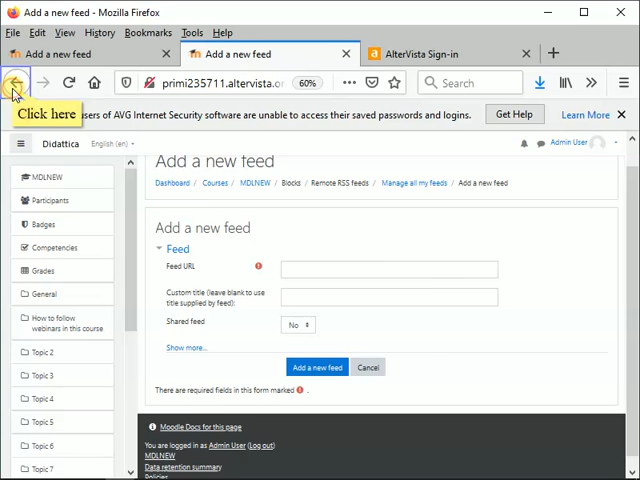 Add a new feed - Mozilla Firefox
File Edit View History Bookmarks Tools Help
Add a new feed
Add a new feed
AlterVista Sign-in
primi235711.altervista.or
60%
Search
Click here
users of AVG Internet Security software are unable to access their saved passwords and logins.
Get Help
Learn More
Didattica
English (en)
Admin User
MDLNEW
Participants
Badges
Competencies
Grades
General
How to follow
webinars in this course
Topic 2
Topic 3
Topic 4
Topic 5
Topic 6
Topic 7
Add a new feed
Dashboard / Courses / MDLNEW / Blocks / Remote RSS feeds / Manage all my feeds / Add a new feed
Add a new feed
Feed
Feed URL
Custom title (leave blank to use
title supplied by feed):
Shared feed
No
Show more...
Add a new feed
Cancel
There are required fields in this form marked .
Moodle Docs for this page
You are logged in as Admin User (Log out)
MDLNEW
Data retention summary
Policies